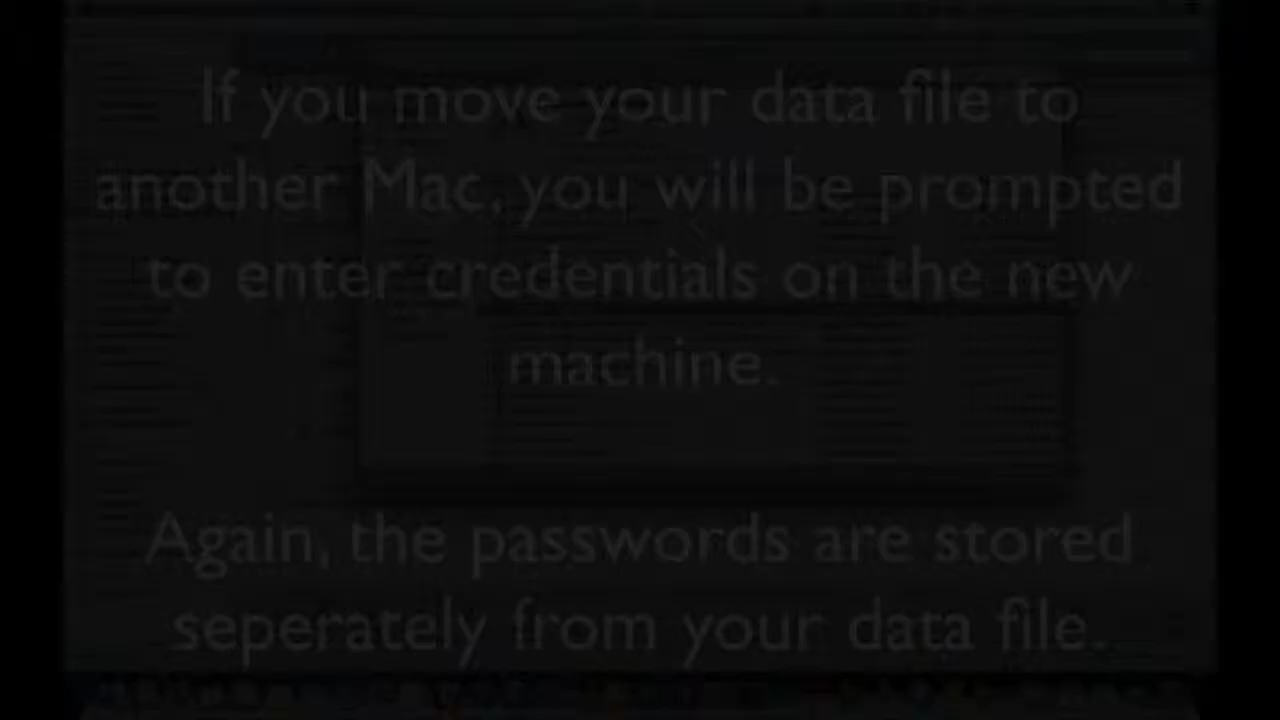 If you move your data file to
another Mac, you will be prompted
to enter credentials on the new
machine.
Again, the passwords are stored
seperately from your data file.